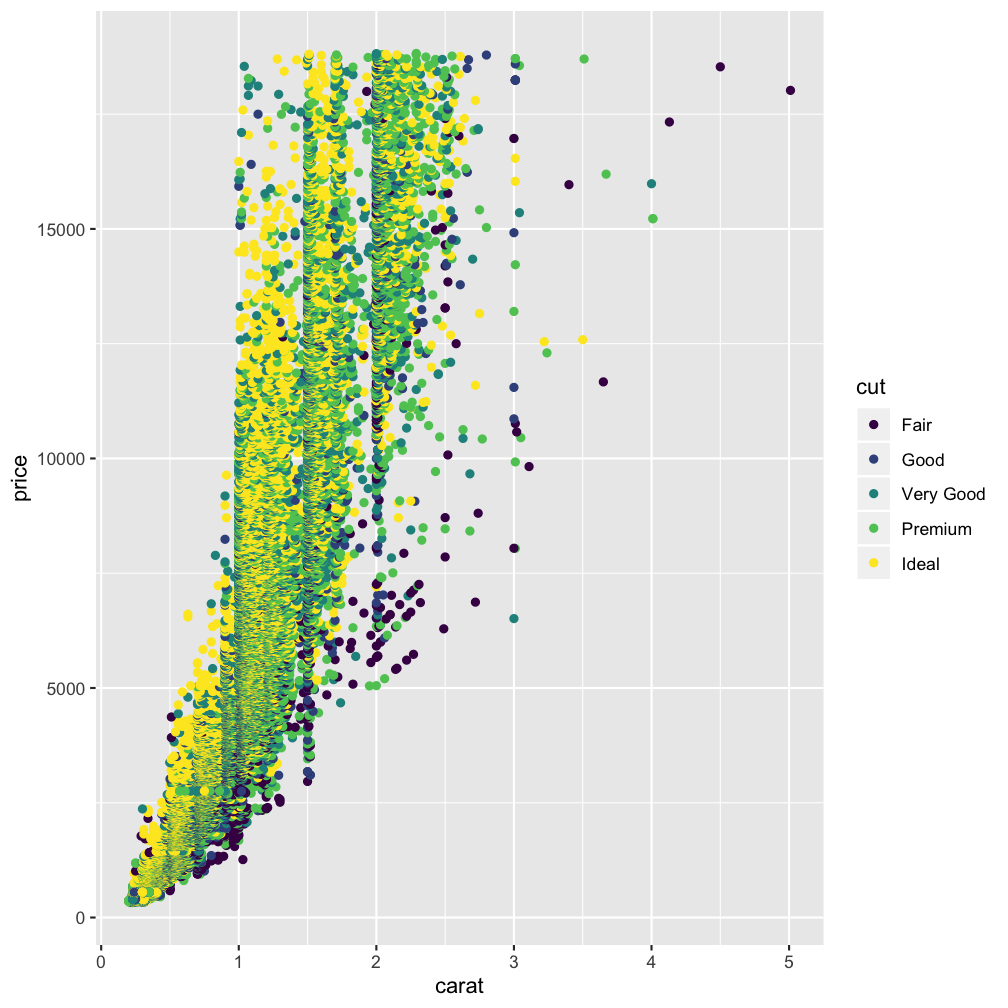 15000
10000
5000
0
price
0 1 2 3 4 5
carat
cut
Fair
Good
Very Good
Premium
Ideal